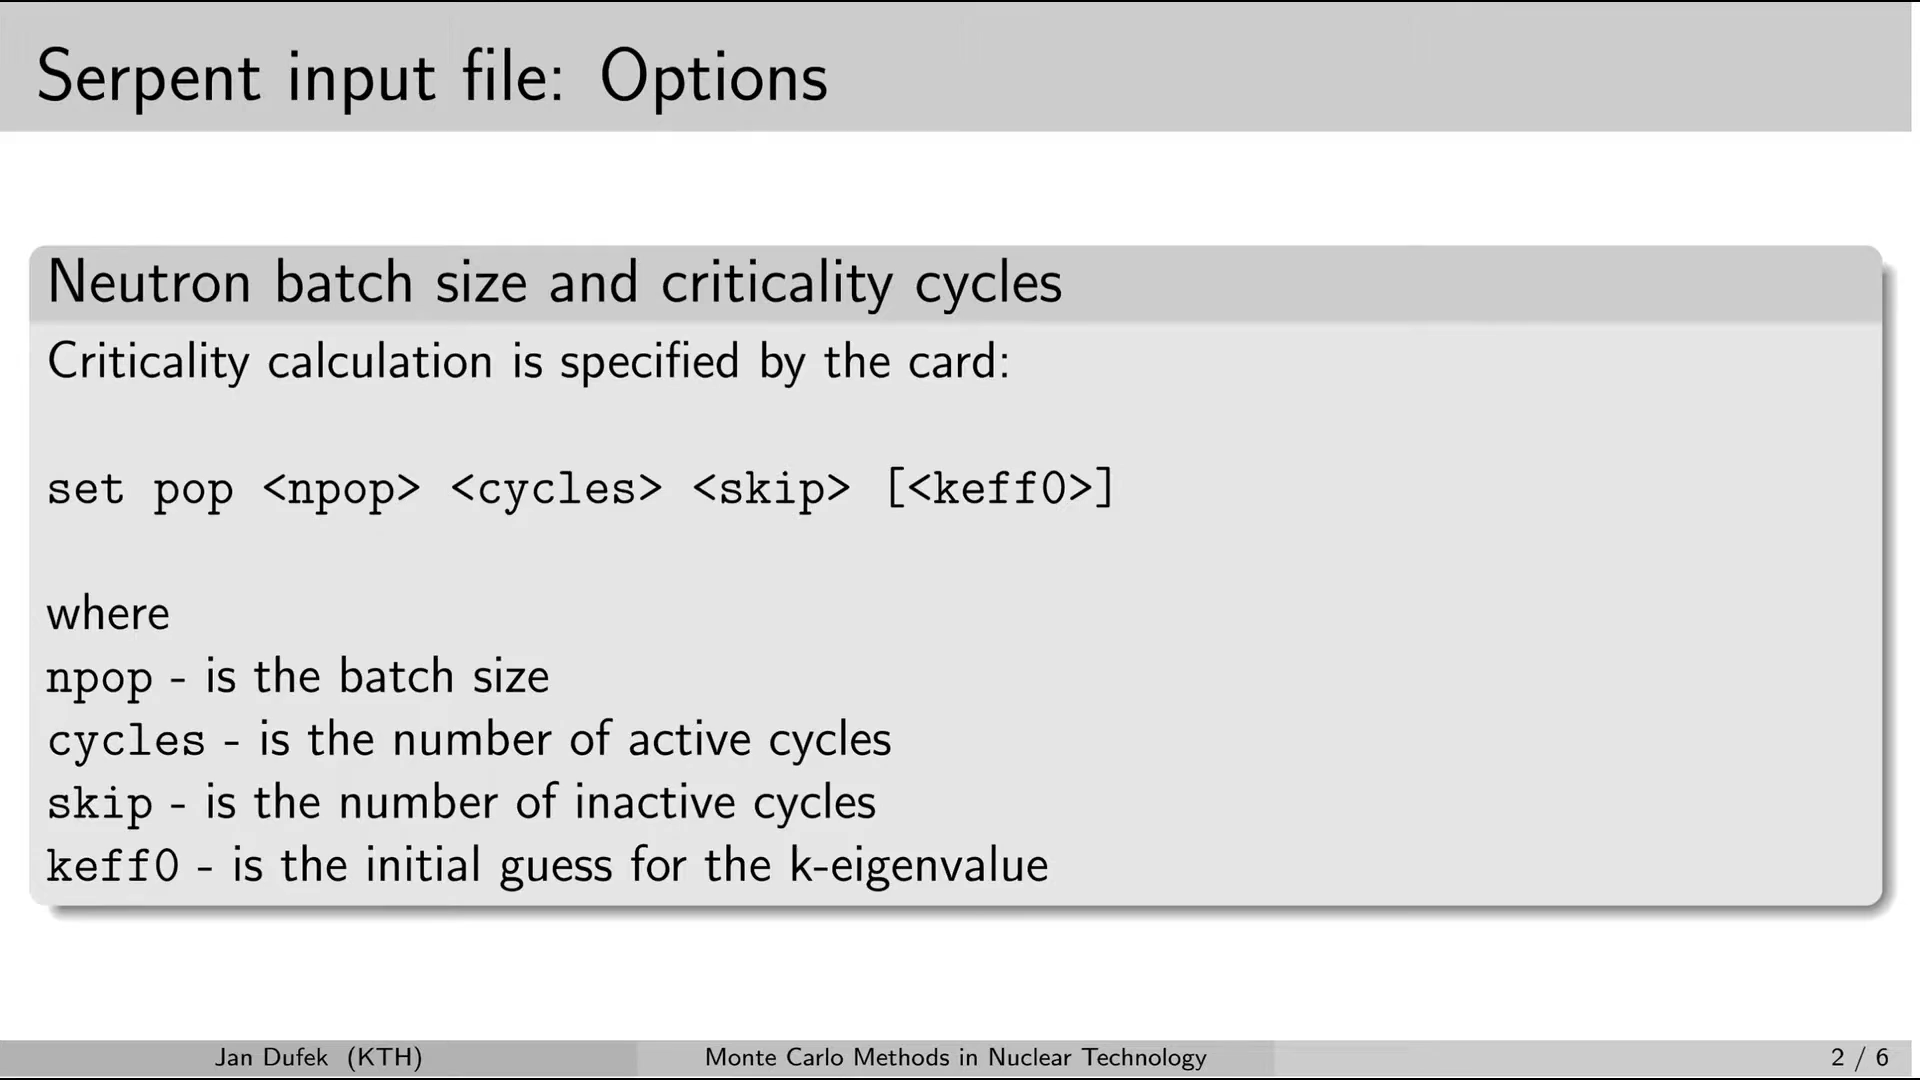 Serpent input file: Options
Neutron batch size and criticality cycles
Criticality calculation is specified by the card:
set pop <npop> <cycles> <skip> [<keff0>]
where
npop - is the batch size
cycles - is the number of active cycles
skip - is the number of inactive cycles
keff0 - is the initial guess for the k-eigenvalue
Jan Dufek (KTH)
Monte Carlo Methods in Nuclear Technology
2 / 6